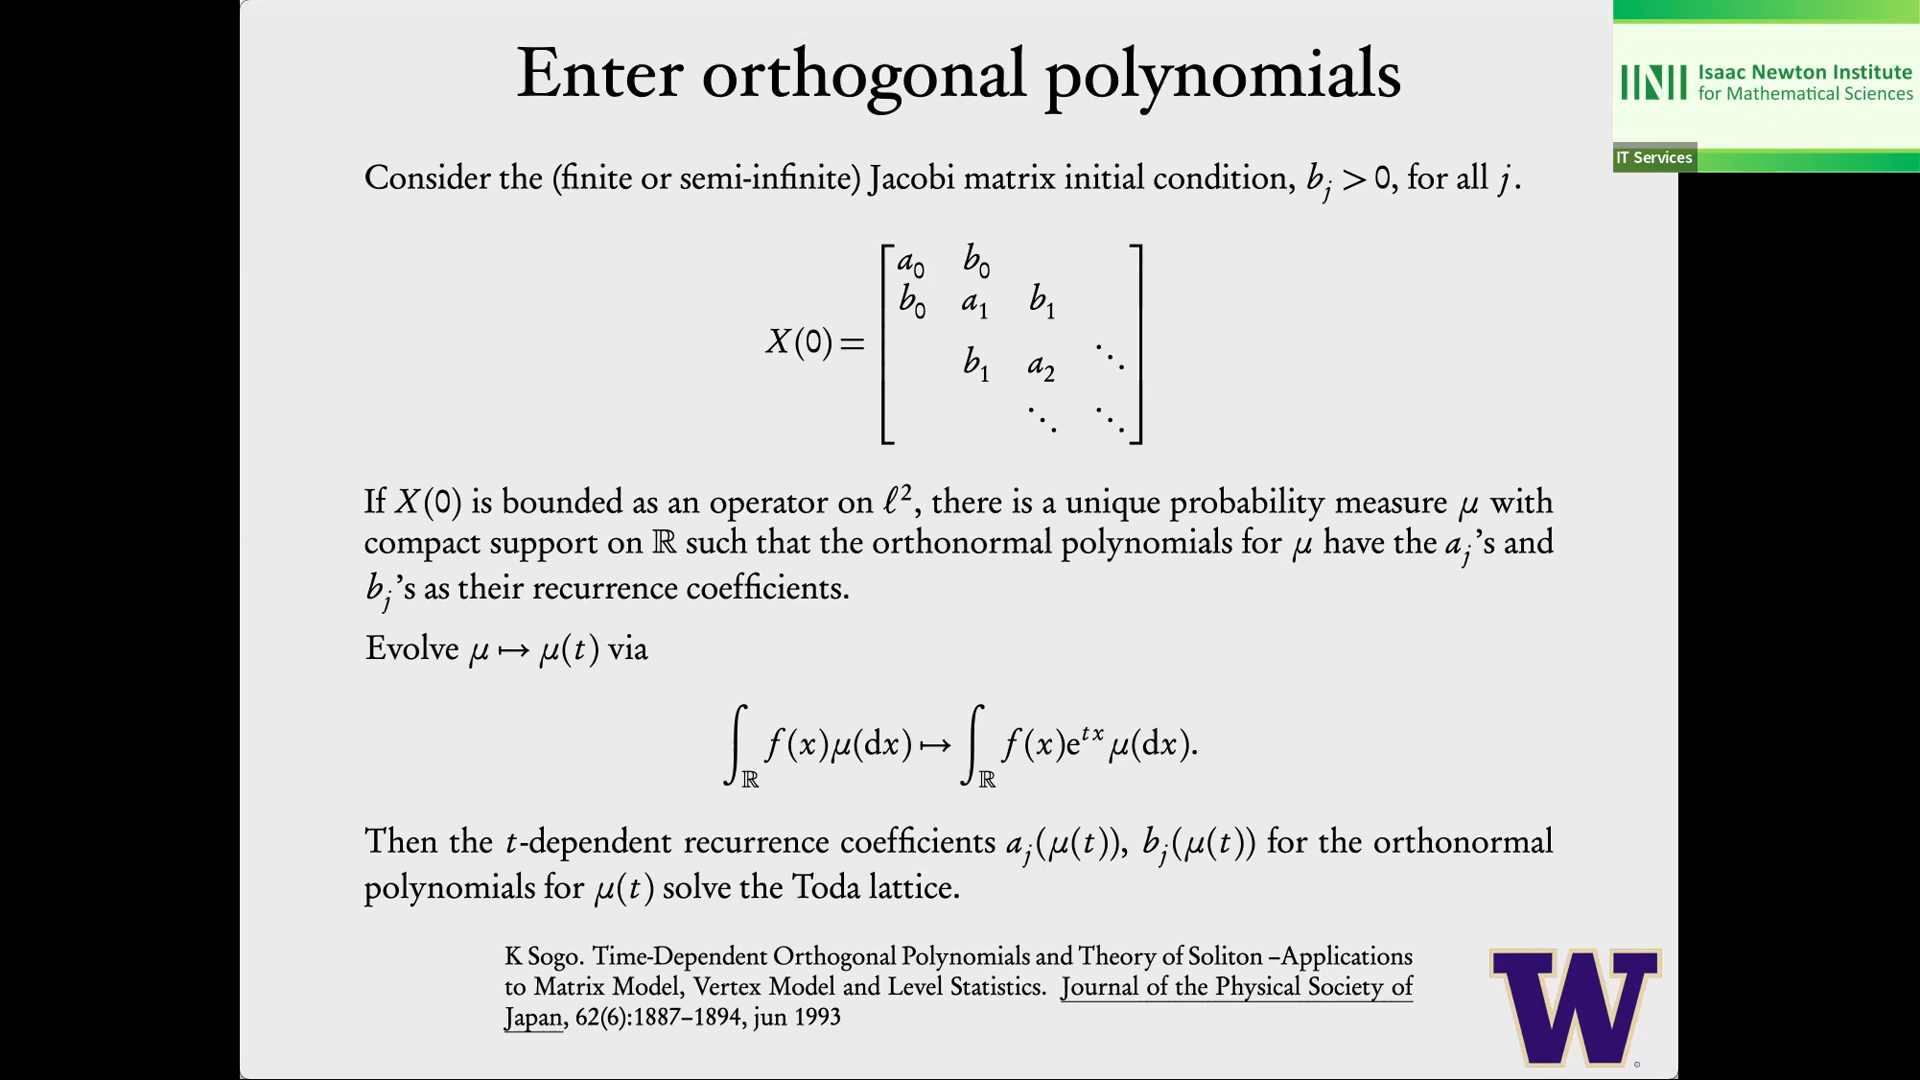 Enter orthogonal polynomials
Isaac Newton Institute
for Mathematical Sciences
IT Services
Consider the (finite or semi-infinite) Jacobi matrix initial condition, b_j > 0, for all j.
X(0) = [ a_0 b_0
b_0 a_1 b_1
b_1 a_2 ⋱
⋱ ⋱ ]
If X(0) is bounded as an operator on ℓ², there is a unique probability measure μ with
compact support on ℝ such that the orthonormal polynomials for μ have the a_j's and
b_j's as their recurrence coefficients.
Evolve μ ↦ μ(t) via
∫_ℝ f(x)μ(dx) ↦ ∫_ℝ f(x)e^{tx} μ(dx).
Then the t-dependent recurrence coefficients a_j(μ(t)), b_j(μ(t)) for the orthonormal
polynomials for μ(t) solve the Toda lattice.
K Sogo. Time-Dependent Orthogonal Polynomials and Theory of Soliton –Applications
to Matrix Model, Vertex Model and Level Statistics. Journal of the Physical Society of
Japan, 62(6):1887–1894, jun 1993
W